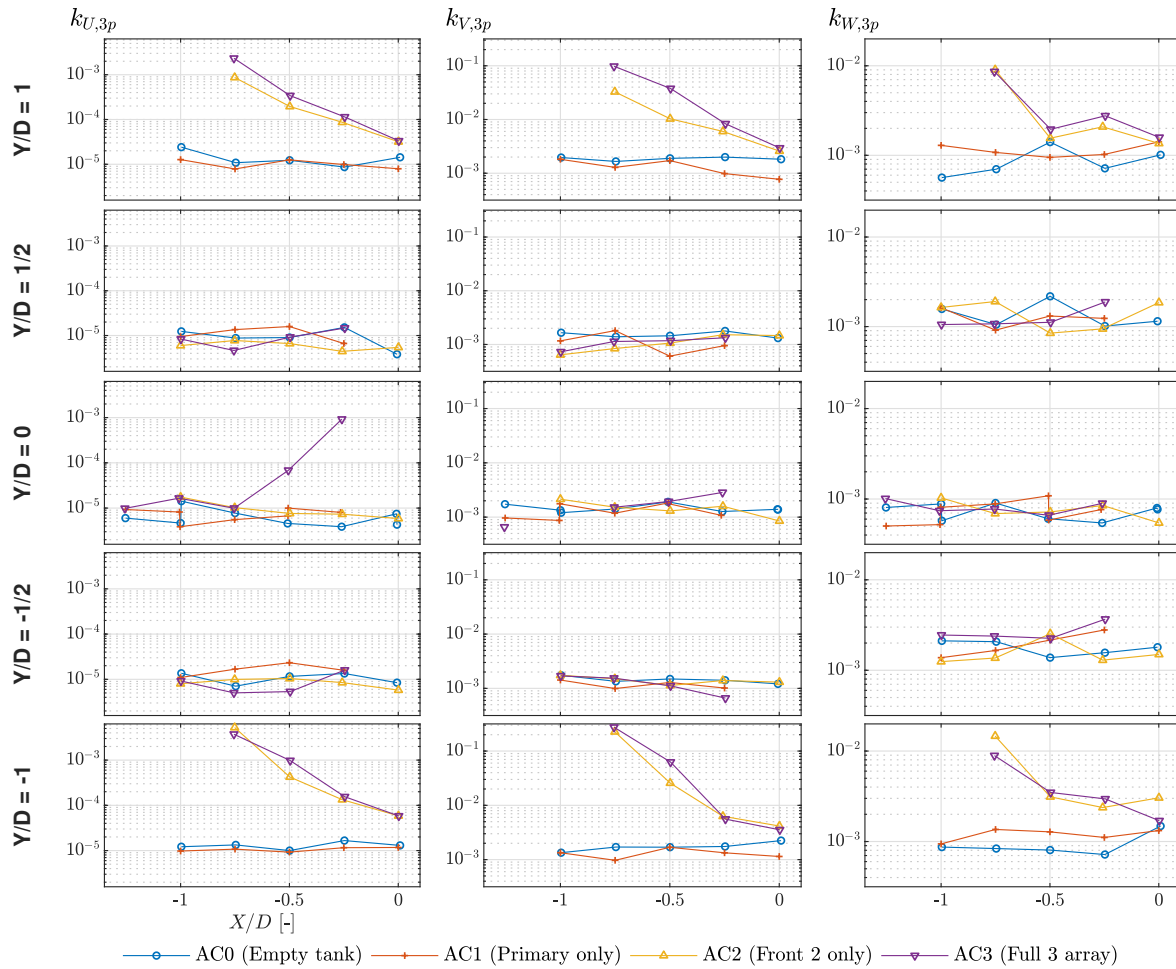 k_{U,3p} k_{V,3p} k_{W,3p}
Y/D = 1
10^{-3} 10^{-1} 10^{-2}
10^{-4} 10^{-2}
10^{-5} 10^{-3} 10^{-3}
Y/D = 1/2
10^{-3} 10^{-1} 10^{-2}
10^{-4} 10^{-2}
10^{-5} 10^{-3} 10^{-3}
Y/D = 0
10^{-3} 10^{-1} 10^{-2}
10^{-4} 10^{-2}
10^{-5} 10^{-3} 10^{-3}
Y/D = -1/2
10^{-3} 10^{-1} 10^{-2}
10^{-4} 10^{-2}
10^{-5} 10^{-3} 10^{-3}
Y/D = -1
10^{-3} 10^{-1} 10^{-2}
10^{-4} 10^{-2}
10^{-5} 10^{-3} 10^{-3}
-1 -0.5 0 -1 -0.5 0 -1 -0.5 0
X/D [-]
AC0 (Empty tank) AC1 (Primary only) AC2 (Front 2 only) AC3 (Full 3 array)